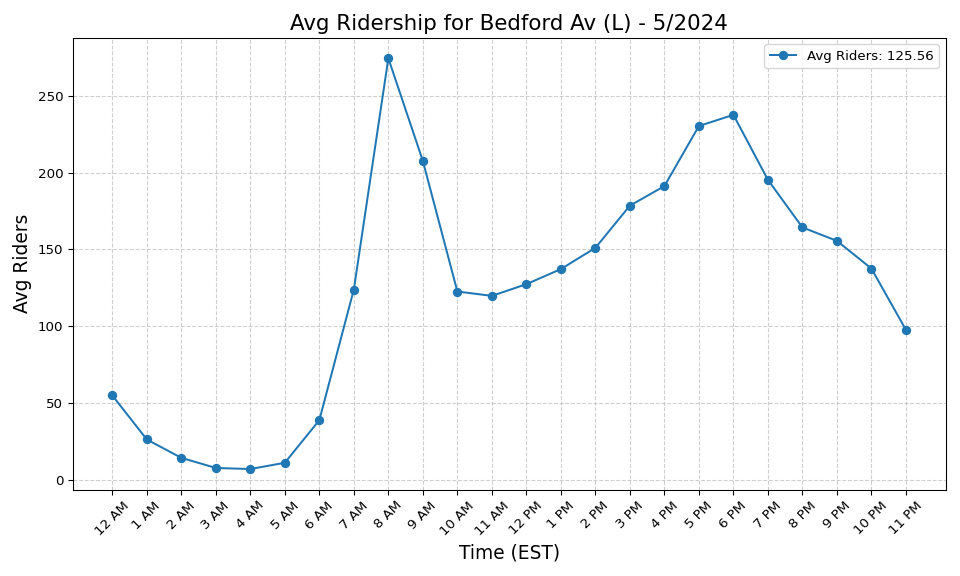 Avg Ridership for Bedford Av (L) - 5/2024
Avg Riders: 125.56
Avg Riders
250
200
150
100
50
0
12 AM
1 AM
2 AM
3 AM
4 AM
5 AM
6 AM
7 AM
8 AM
9 AM
10 AM
11 AM
12 PM
1 PM
2 PM
3 PM
4 PM
5 PM
6 PM
7 PM
8 PM
9 PM
10 PM
11 PM
Time (EST)